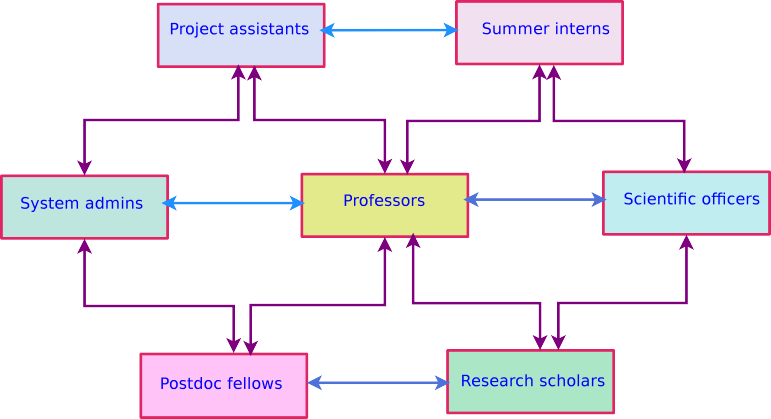 Project assistants
Summer interns
System admins
Professors
Scientific officers
Postdoc fellows
Research scholars